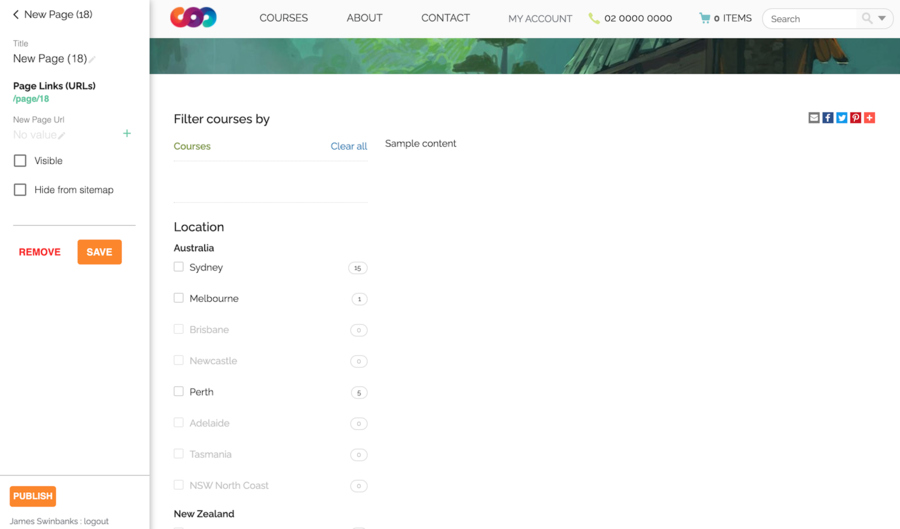 New Page (18)
Title
New Page (18)
Page Links (URLs)
/page/18
New Page Url
No value
+
Visible
Hide from sitemap
REMOVE
SAVE
PUBLISH
James Swinbanks : logout
COURSES ABOUT CONTACT MY ACCOUNT 02 0000 0000 0 ITEMS Search
Filter courses by
Courses Clear all
Sample content
Location
Australia
Sydney 15
Melbourne 1
Brisbane 0
Newcastle 0
Perth 5
Adelaide 0
Tasmania 0
NSW North Coast 0
New Zealand